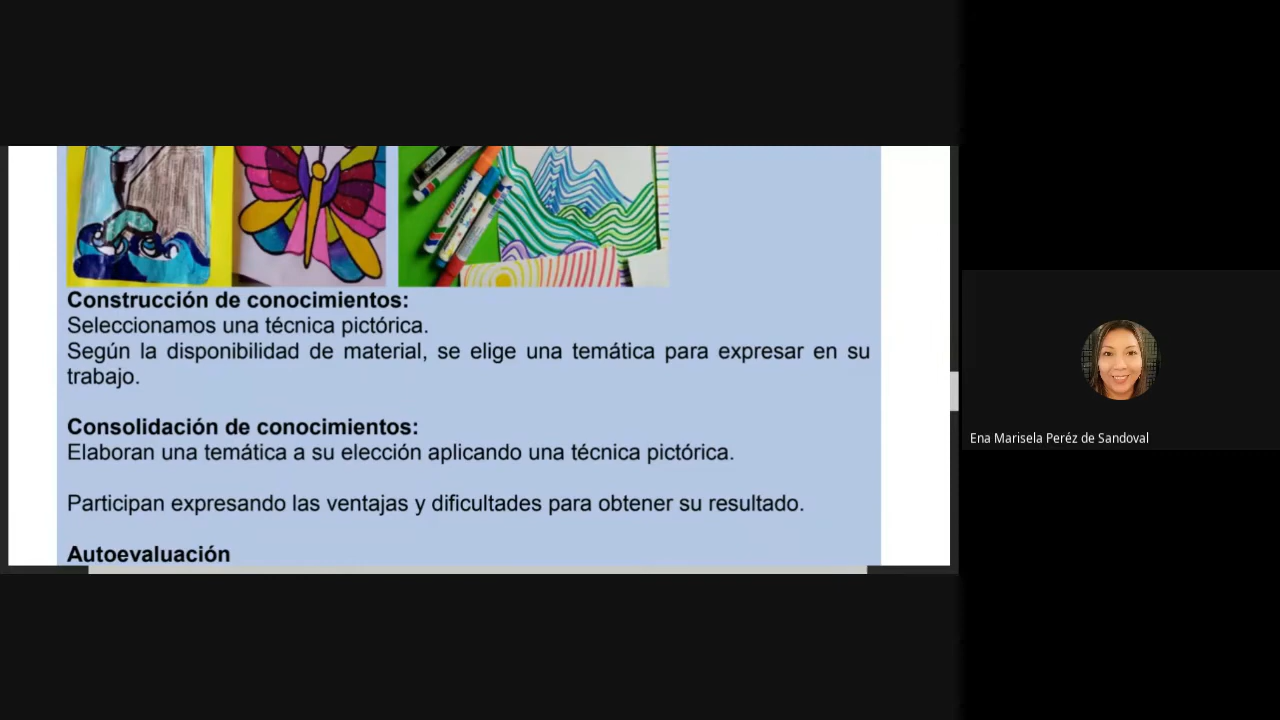 Construcción de conocimientos:
Seleccionamos una técnica pictórica.
Según la disponibilidad de material, se elige una temática para expresar en su
trabajo.
Consolidación de conocimientos:
Elaboran una temática a su elección aplicando una técnica pictórica.
Participan expresando las ventajas y dificultades para obtener su resultado.
Autoevaluación
Ena Marisela Peréz de Sandoval